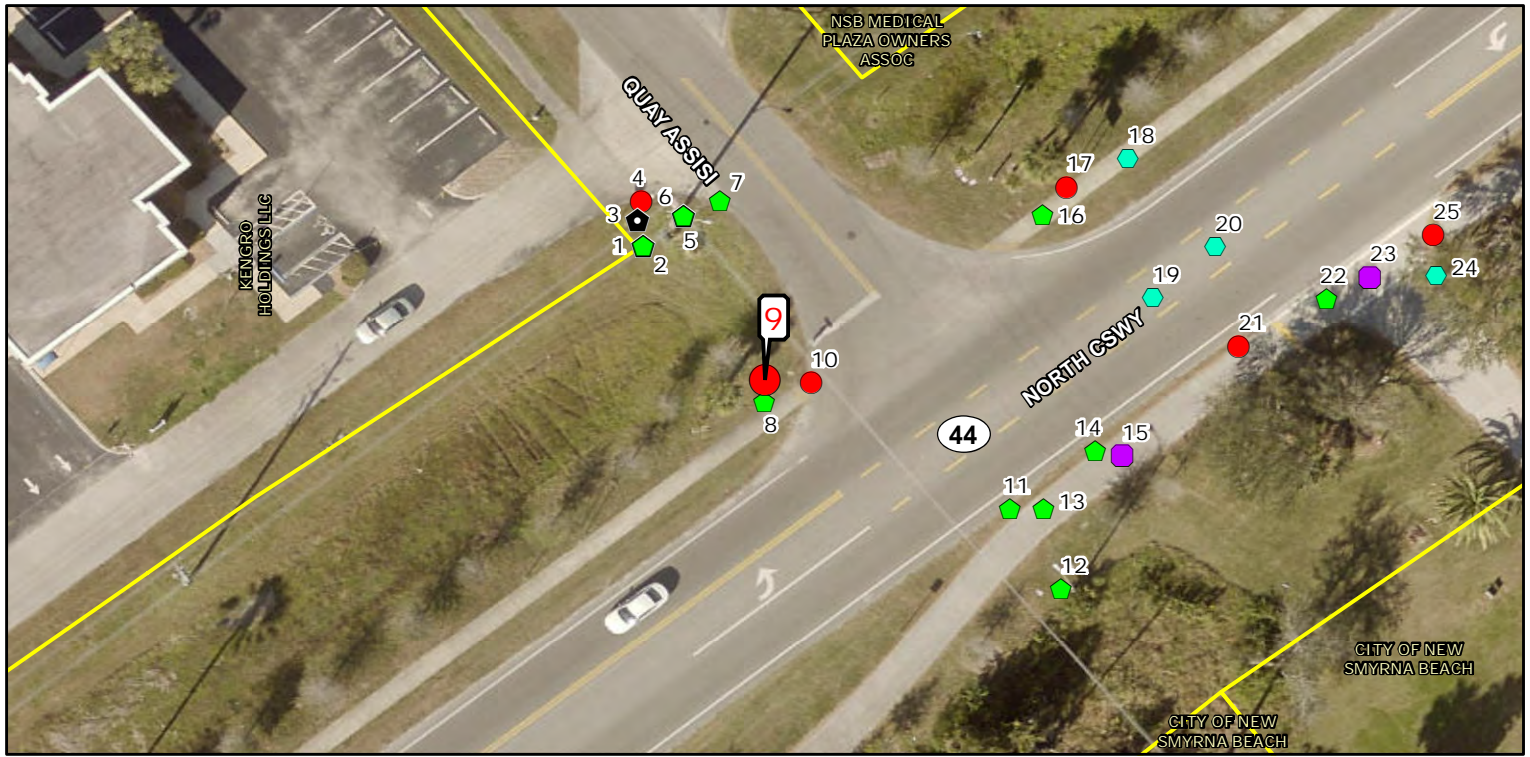 NSB MEDICAL
PLAZA OWNERS
ASSOC
QUAY ASSISI
KENGRO
HOLDINGS LLC
4
6
7
3
5
1
2
9
10
8
18
17
16
20
19
25
23
24
22
21
NORTH CSWY
44
14
15
11
13
12
CITY OF NEW
SMYRNA BEACH
CITY OF NEW
SMYRNA BEACH